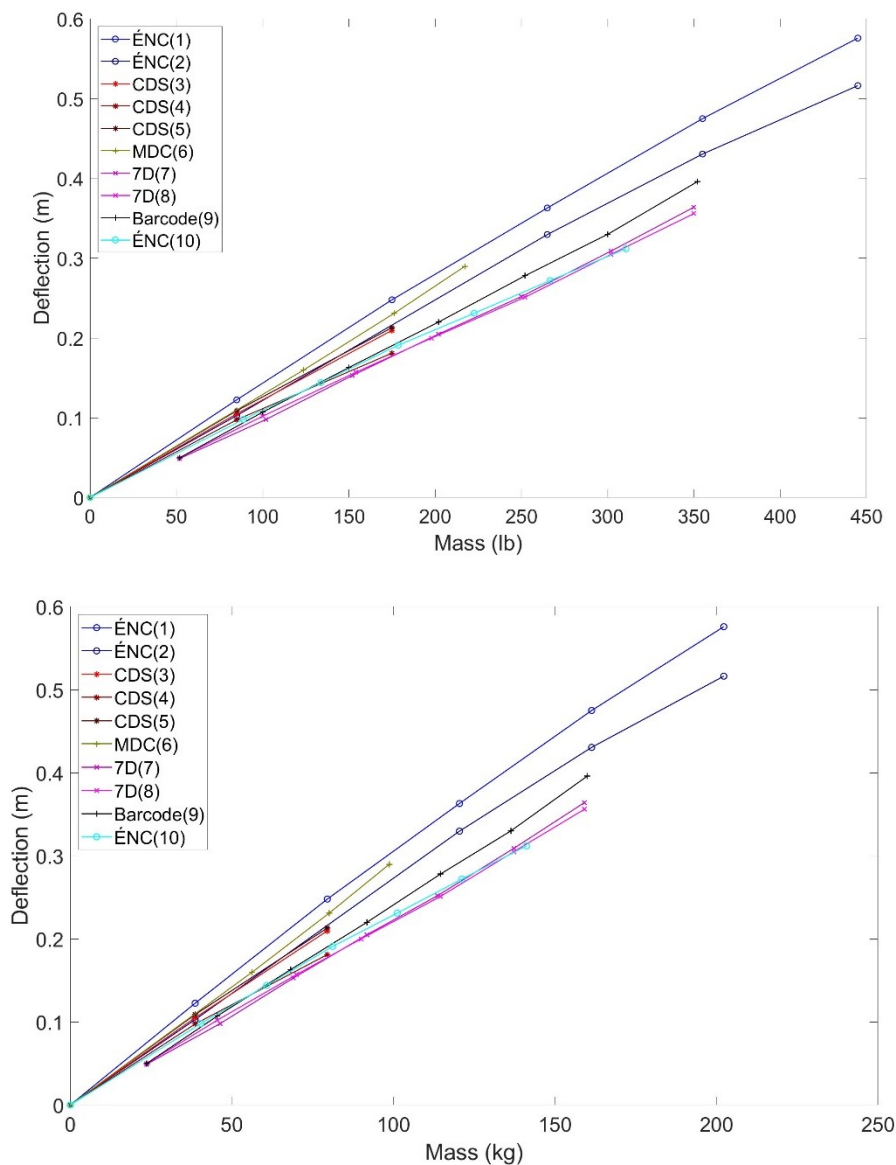 0.6
0.5
0.4
0.3
0.2
0.1
0
Deflection (m)
ÉNC(1)
ÉNC(2)
CDS(3)
CDS(4)
CDS(5)
MDC(6)
7D(7)
7D(8)
Barcode(9)
ÉNC(10)
0 50 100 150 200 250 300 350 400 450
Mass (lb)
0.6
0.5
0.4
0.3
0.2
0.1
0
Deflection (m)
ÉNC(1)
ÉNC(2)
CDS(3)
CDS(4)
CDS(5)
MDC(6)
7D(7)
7D(8)
Barcode(9)
ÉNC(10)
0 50 100 150 200 250
Mass (kg)